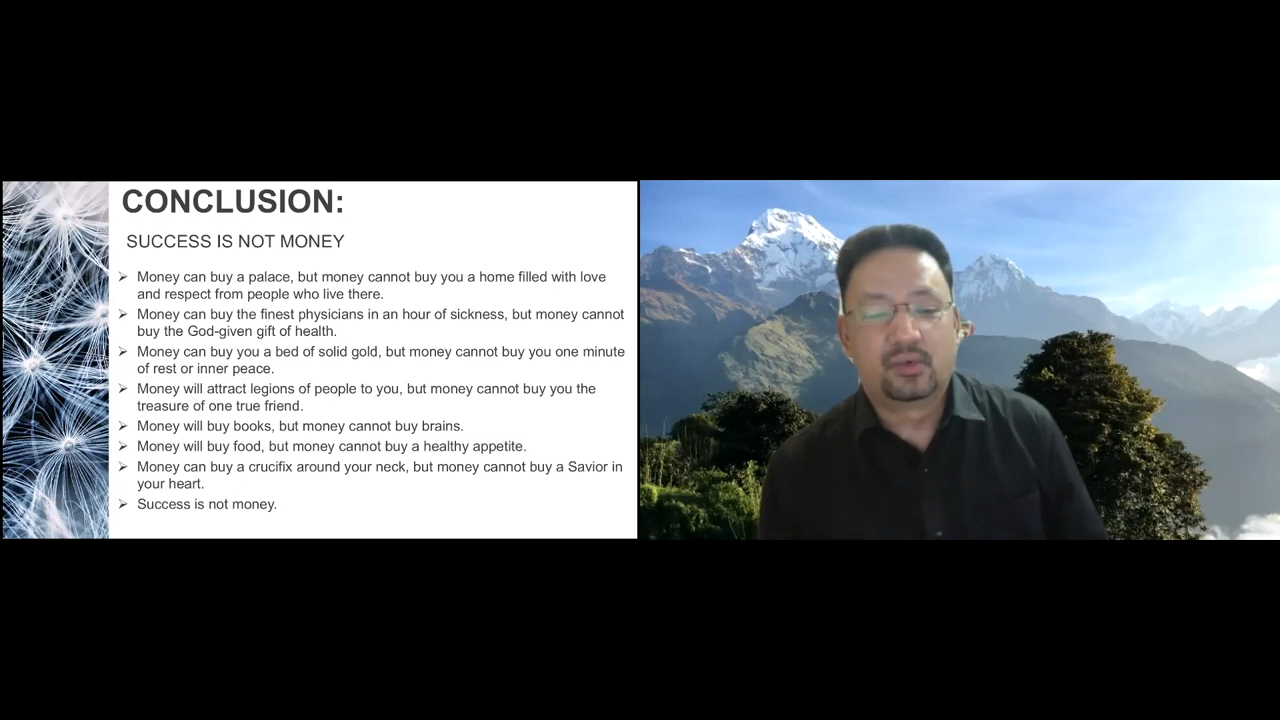 CONCLUSION:
SUCCESS IS NOT MONEY
➢ Money can buy a palace, but money cannot buy you a home filled with love
and respect from people who live there.
➢ Money can buy the finest physicians in an hour of sickness, but money cannot
buy the God-given gift of health.
➢ Money can buy you a bed of solid gold, but money cannot buy you one minute
of rest or inner peace.
➢ Money will attract legions of people to you, but money cannot buy you the
treasure of one true friend.
➢ Money will buy books, but money cannot buy brains.
➢ Money will buy food, but money cannot buy a healthy appetite.
➢ Money can buy a crucifix around your neck, but money cannot buy a Savior in
your heart.
➢ Success is not money.